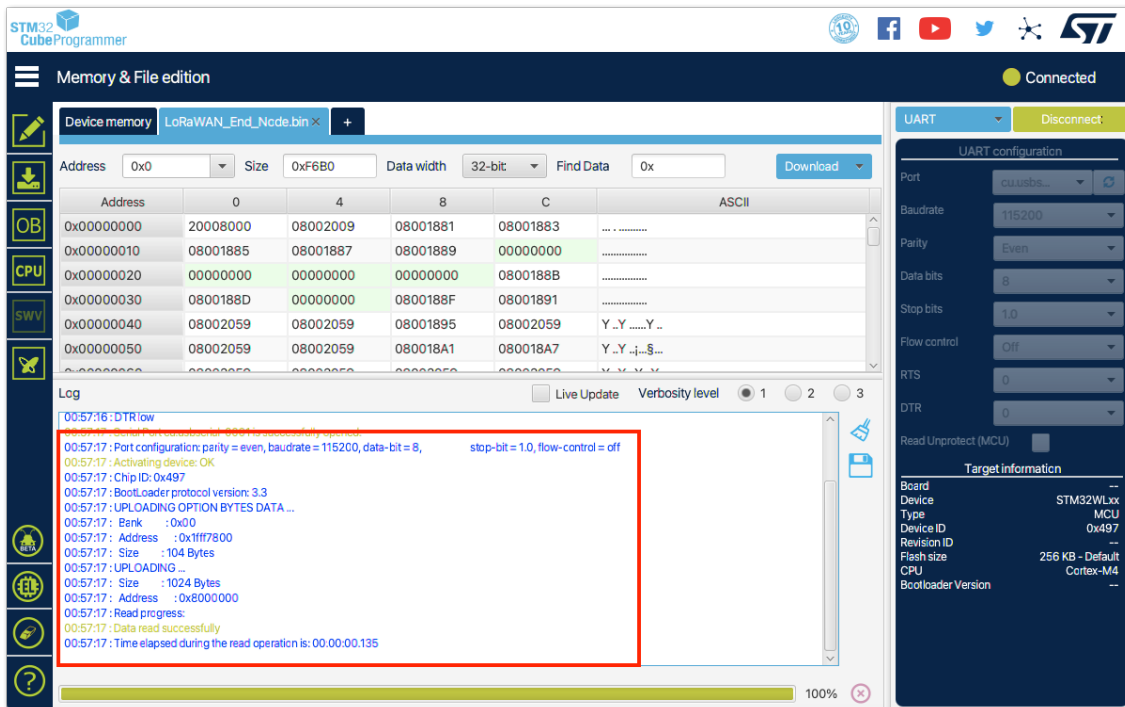 STM32
CubeProgrammer
Memory & File edition
Connected
Device memory
LoRaWAN_End_Node.bin ×
+
Address 0x0 Size 0xF6B0 Data width 32-bit Find Data 0x Download
Address 0 4 8 C ASCII
0x00000000 20008000 08002009 08001881 08001883 ... . ..........
0x00000010 08001885 08001887 08001889 00000000 ................
0x00000020 00000000 00000000 00000000 0800188B ................
0x00000030 0800188D 00000000 0800188F 08001891 ................
0x00000040 08002059 08002059 08001895 08002059 Y ..Y ......Y ..
0x00000050 08002059 08002059 080018A1 080018A7 Y ..Y ..¡...§...
Log Live Update Verbosity level 1 2 3
00:57:16 : DTR low
00:57:17 : Port configuration: parity = even, baudrate = 115200, data-bit = 8, stop-bit = 1.0, flow-control = off
00:57:17 : Activating device: OK
00:57:17 : Chip ID: 0x497
00:57:17 : BootLoader protocol version: 3.3
00:57:17 : UPLOADING OPTION BYTES DATA ...
00:57:17 : Bank : 0x00
00:57:17 : Address : 0x1fff7800
00:57:17 : Size : 104 Bytes
00:57:17 : UPLOADING ...
00:57:17 : Size : 1024 Bytes
00:57:17 : Address : 0x8000000
00:57:17 : Read progress:
00:57:17 : Data read successfully
00:57:17 : Time elapsed during the read operation is: 00:00:00.135
100%
UART Disconnect
UART configuration
Port cu.usbs...
Baudrate 115200
Parity Even
Data bits 8
Stop bits 1.0
Flow control Off
RTS 0
DTR 0
Read Unprotect (MCU)
Target information
Board --
Device STM32WLxx
Type MCU
Device ID 0x497
Revision ID --
Flash size 256 KB - Default
CPU Cortex-M4
Bootloader Version --
OB
CPU
SWV
BETA
?
10
ST